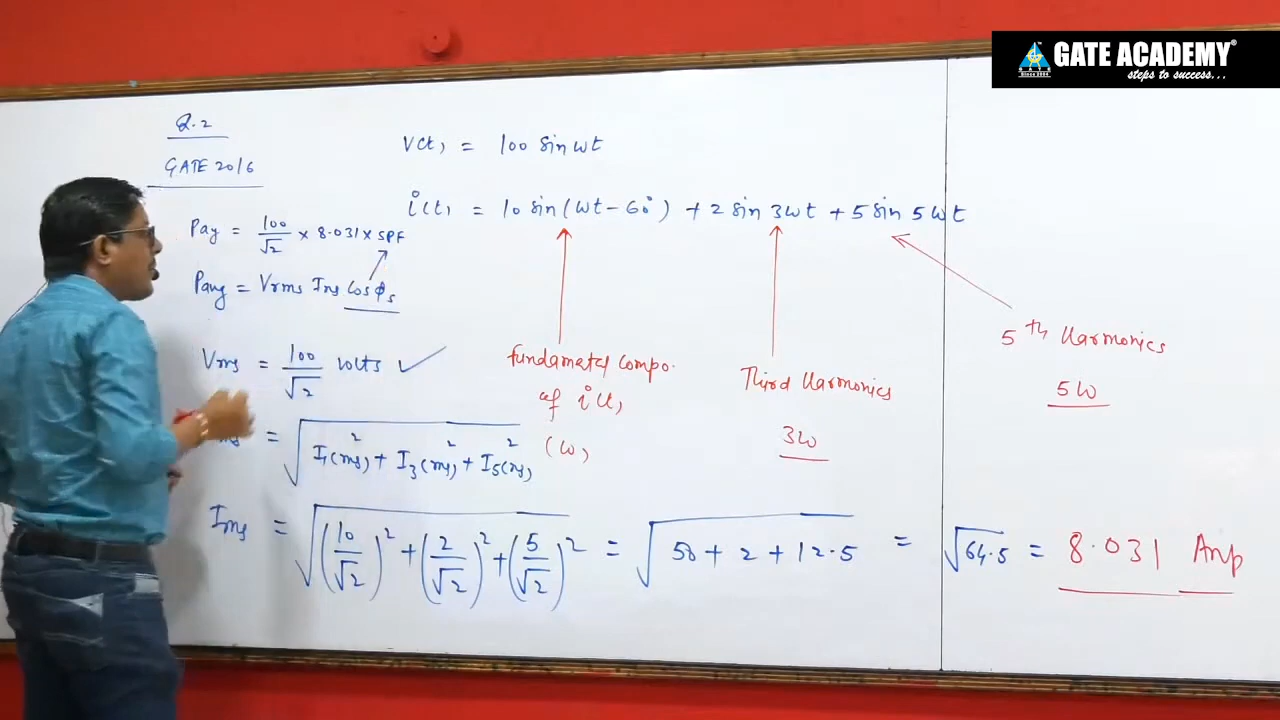 GATE ACADEMY®
Since 2004
steps to success...
Q.2
GATE 2016
V(t) = 100 sin ωt
i(t) = 10 sin(ωt - 60°) + 2 sin 3ωt + 5 sin 5ωt
Pay = 100/√2 × 8.031 × SPF
Pavg = Vrms Irms Cos ϕs
Vrms = 100/√2 volts ✓
= √(I1(rms)² + I3(rms)² + I5(rms)²)
Irms = √((10/√2)² + (2/√2)² + (5/√2)²) = √(50 + 2 + 12.5) = √64.5 = 8.031 Amp
fundamental compo.
of i(t)
(ω)
Third Harmonics
3ω
5th Harmonics
5ω